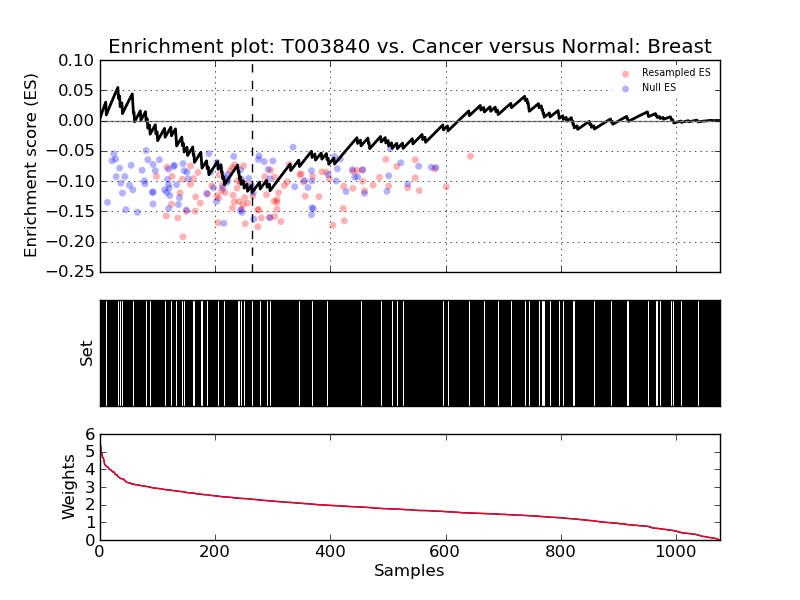 Enrichment plot: T003840 vs. Cancer versus Normal: Breast
Enrichment score (ES)
0.10
0.05
0.00
−0.05
−0.10
−0.15
−0.20
−0.25
Resampled ES
Null ES
Set
Weights
6
5
4
3
2
1
0
0 200 400 600 800 1000
Samples